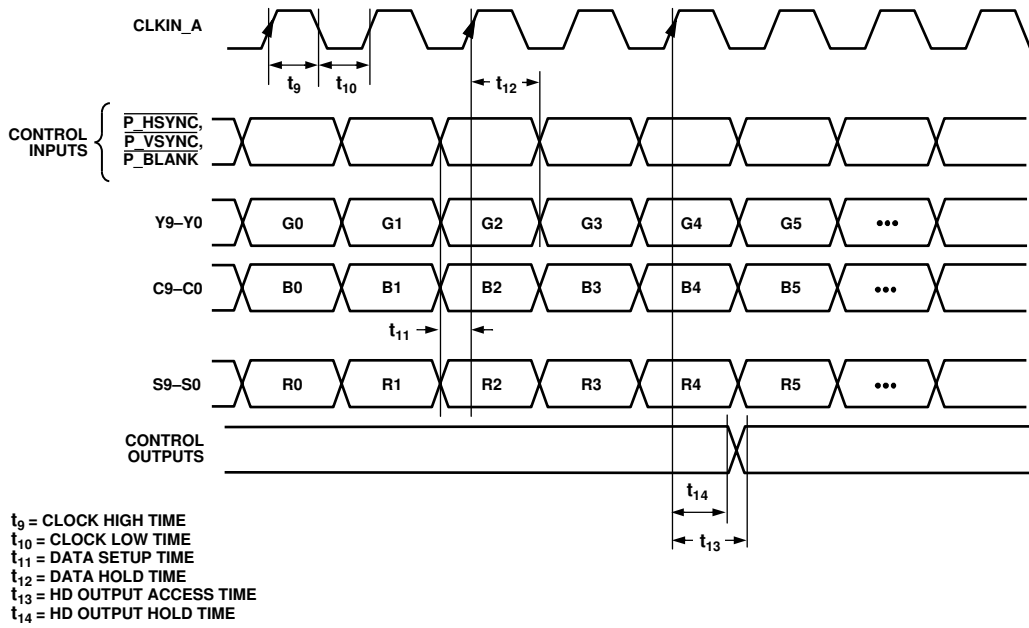 CLKIN_A
t9
t10
t12
CONTROL
INPUTS
P_HSYNC,
P_VSYNC,
P_BLANK
Y9–Y0
G0 G1 G2 G3 G4 G5 •••
C9–C0
B0 B1 B2 B3 B4 B5 •••
t11
S9–S0
R0 R1 R2 R3 R4 R5 •••
CONTROL
OUTPUTS
t14
t13
t9 = CLOCK HIGH TIME
t10 = CLOCK LOW TIME
t11 = DATA SETUP TIME
t12 = DATA HOLD TIME
t13 = HD OUTPUT ACCESS TIME
t14 = HD OUTPUT HOLD TIME